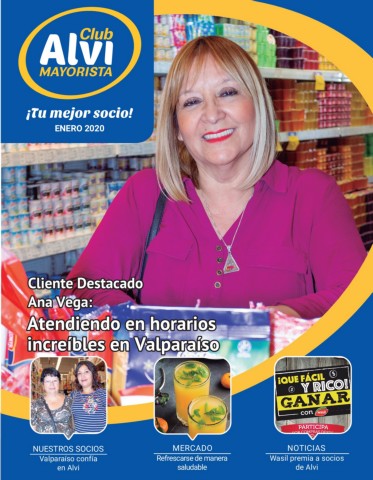 Club
Alvi
MAYORISTA
¡Tu mejor socio!
ENERO 2020
Cliente Destacado
Ana Vega:
Atendiendo en horarios
increíbles en Valparaíso
¡QUE FÁCIL
Y RICO!
GANAR
con
PARTICIPA
NUESTROS SOCIOS
Valparaíso confía
en Alvi
MERCADO
Refrescarse de manera
saludable
NOTICIAS
Wasil premia a socios
de Alvi